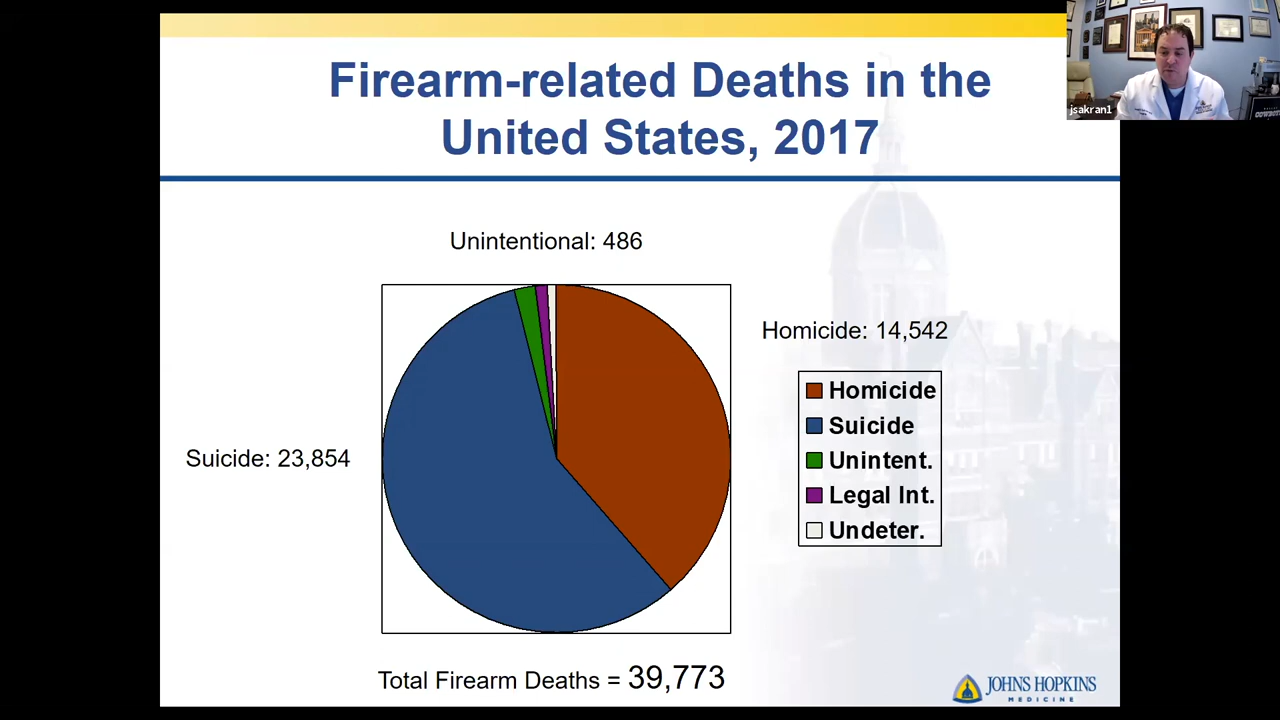 Firearm-related Deaths in the
United States, 2017
jsakran1
Unintentional: 486
Homicide: 14,542
Homicide
Suicide
Unintent.
Legal Int.
Undeter.
Suicide: 23,854
Total Firearm Deaths = 39,773
JOHNS HOPKINS
MEDICINE